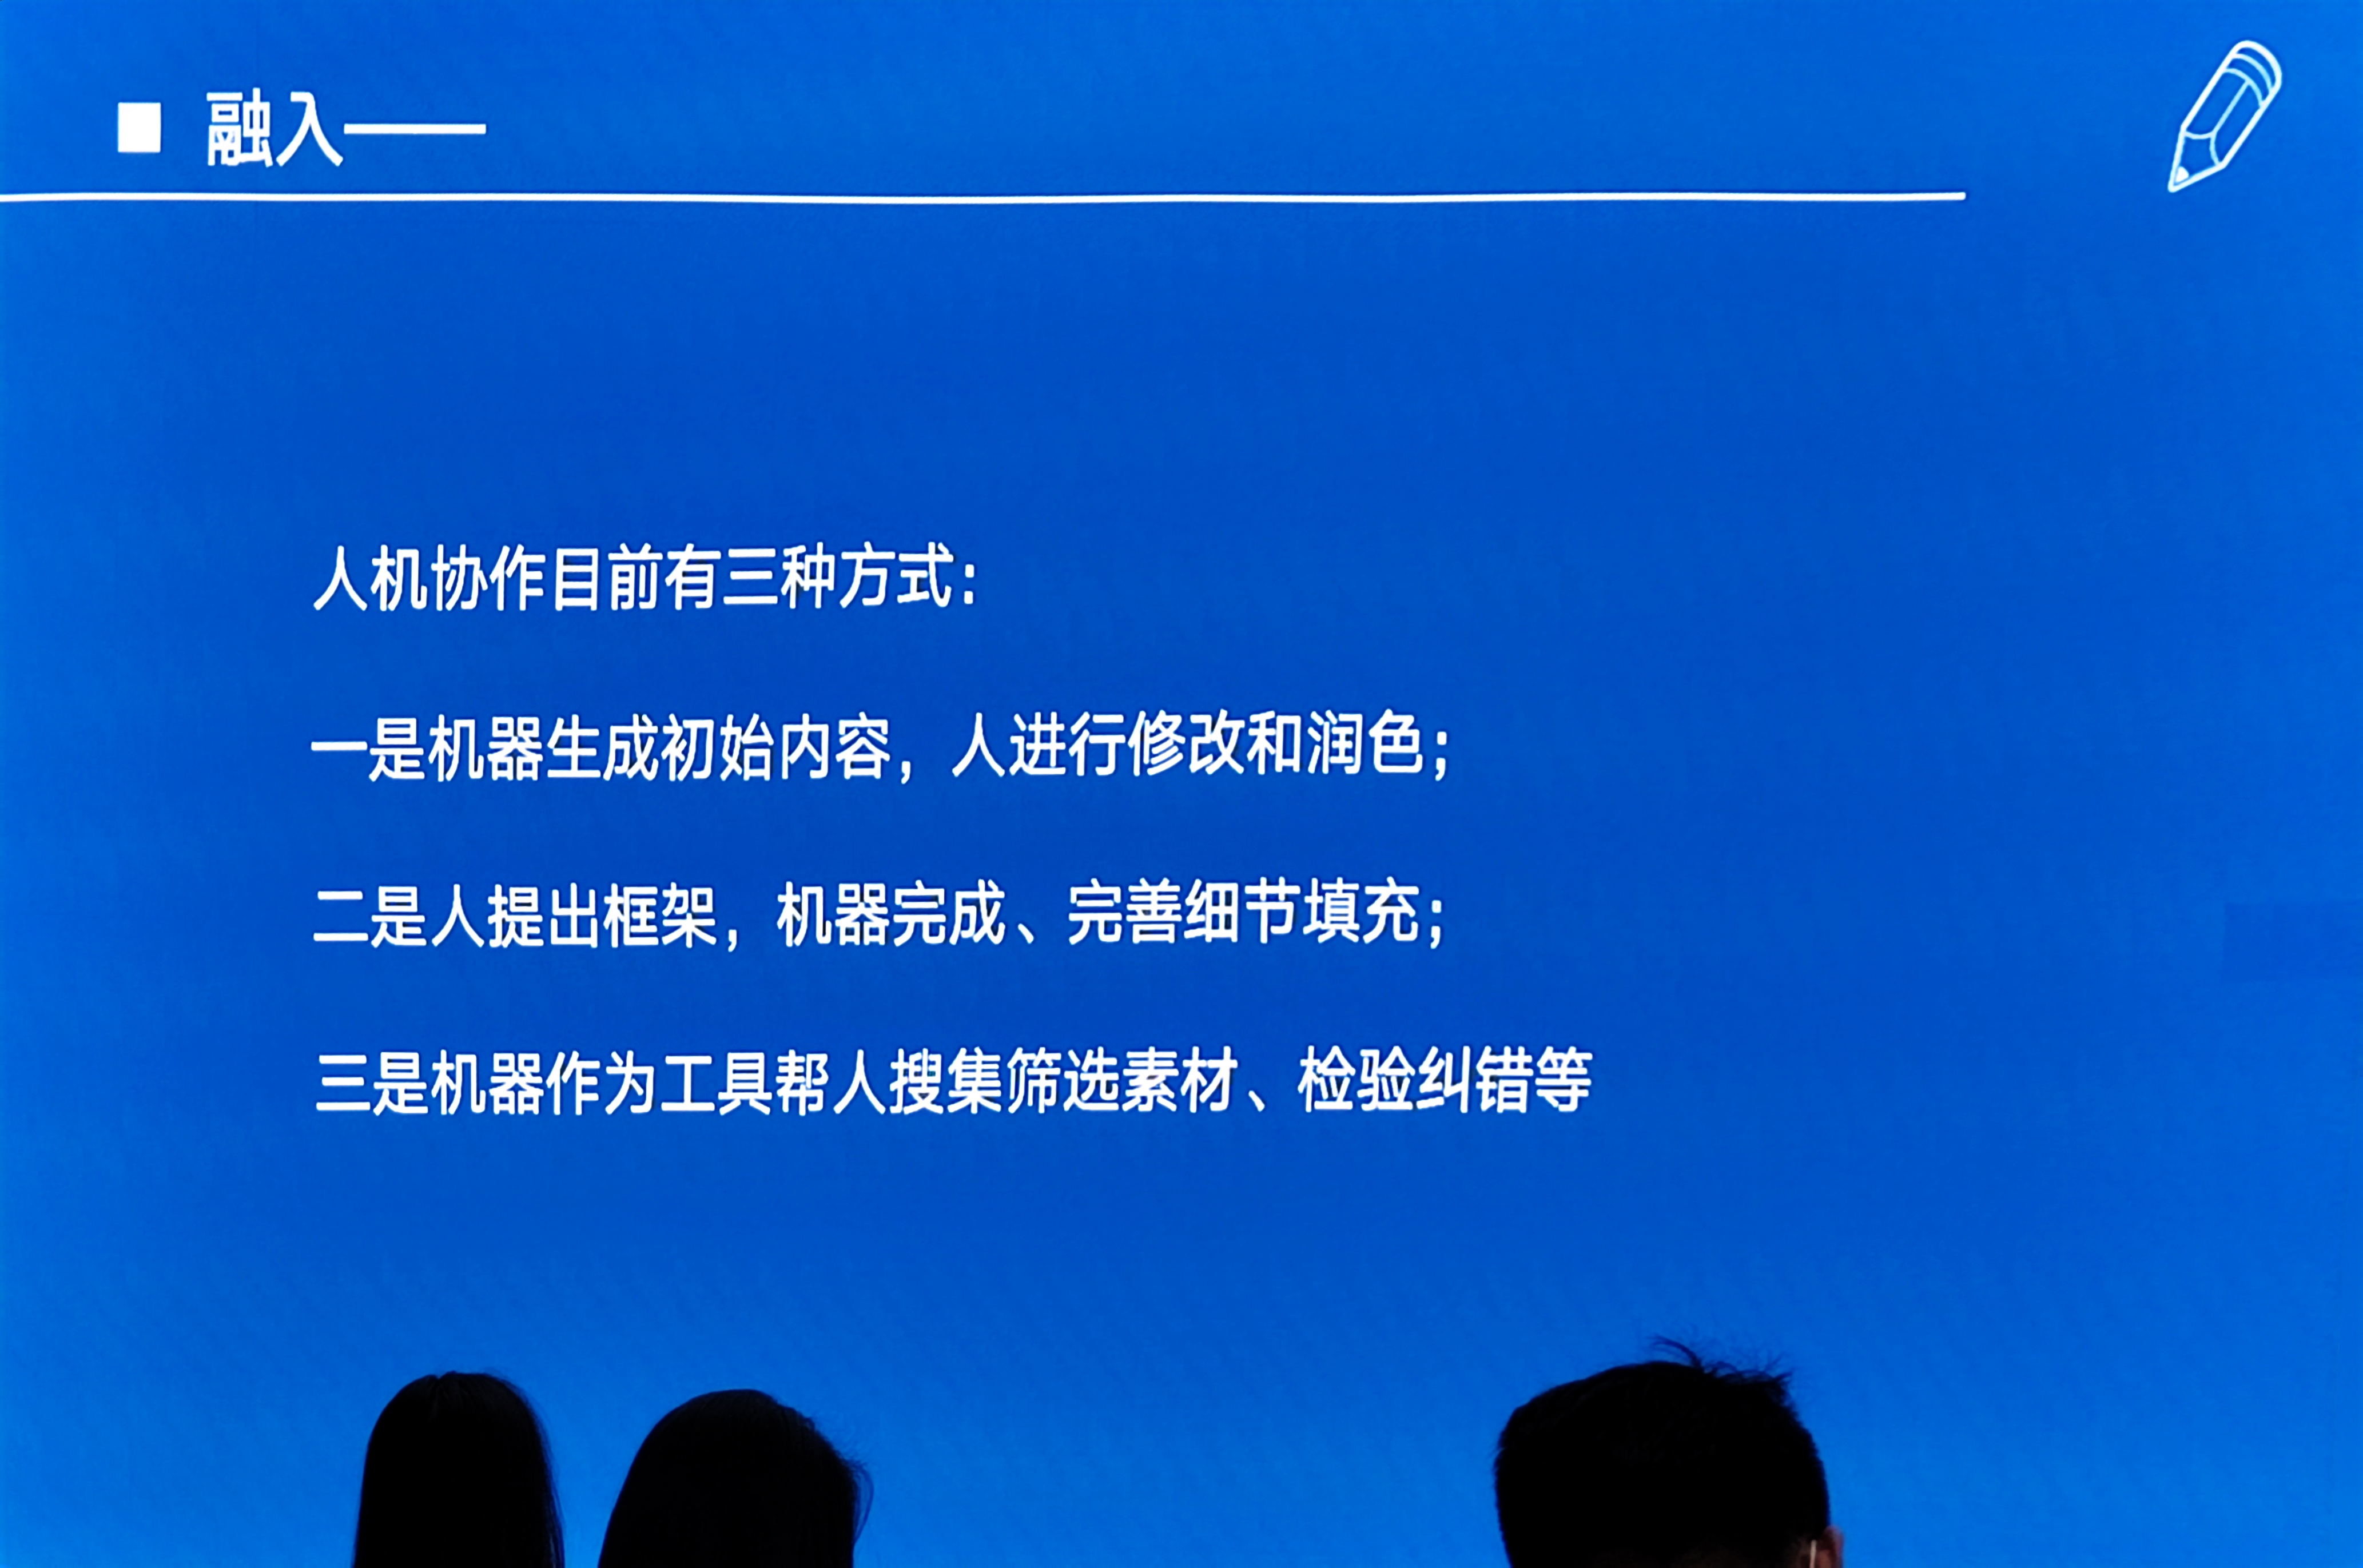 ■ 融入——
人机协作目前有三种方式：
一是机器生成初始内容，人进行修改和润色；
二是人提出框架，机器完成、完善细节填充；
三是机器作为工具帮人搜集筛选素材、检验纠错等